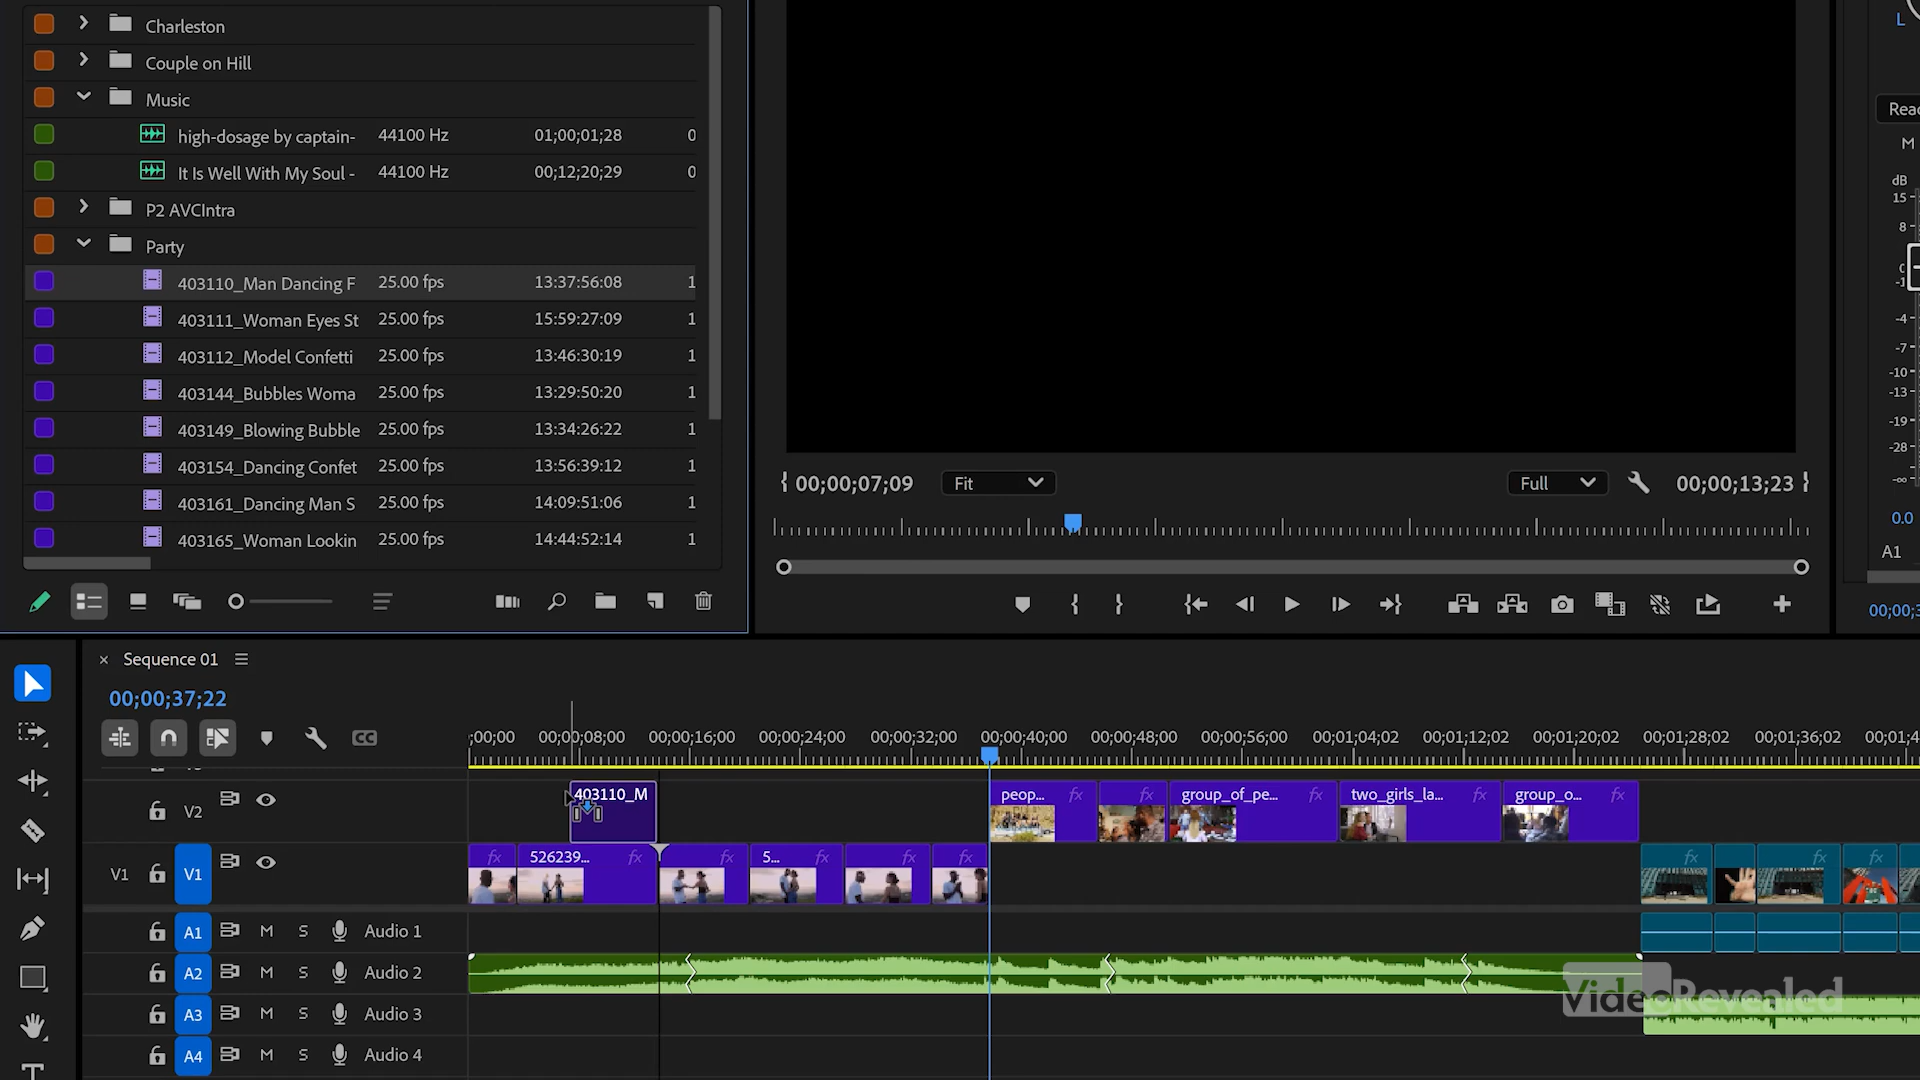 Charleston
Couple on Hill
Music
high-dosage by captain- 44100 Hz 01;00;01;28 0
It Is Well With My Soul - 44100 Hz 00;12;20;29 0
P2 AVCIntra
Party
403110_Man Dancing F 25.00 fps 13:37:56:08 1
403111_Woman Eyes St 25.00 fps 15:59:27:09 1
403112_Model Confetti 25.00 fps 13:46:30:19 1
403144_Bubbles Woma 25.00 fps 13:29:50:20 1
403149_Blowing Bubble 25.00 fps 13:34:26:22 1
403154_Dancing Confet 25.00 fps 13:56:39:12 1
403161_Dancing Man S 25.00 fps 14:09:51:06 1
403165_Woman Lookin 25.00 fps 14:44:52:14 1
00;00;07;09 Fit Full 00;00;13;23
L
Reac
M
dB
15
8
0
-1
-4
-7
-10
-13
-19
-28
-∞
0.0
A1
00;00;3
× Sequence 01
00;00;37;22
CC
;00;00 00;00;08;00 00;00;16;00 00;00;24;00 00;00;32;00 00;00;40;00 00;00;48;00 00;00;56;00 00;01;04;02 00;01;12;02 00;01;20;02 00;01;28;02 00;01;36;02 00;01;4
V2 403110_M peop... fx fx group_of_pe... fx two_girls_la... fx group_o... fx
V1 V1 fx 526239... fx fx 5... fx fx fx fx fx fx
A1 M S Audio 1
A2 M S Audio 2
A3 M S Audio 3
A4 M S Audio 4
T
VideoRevealed